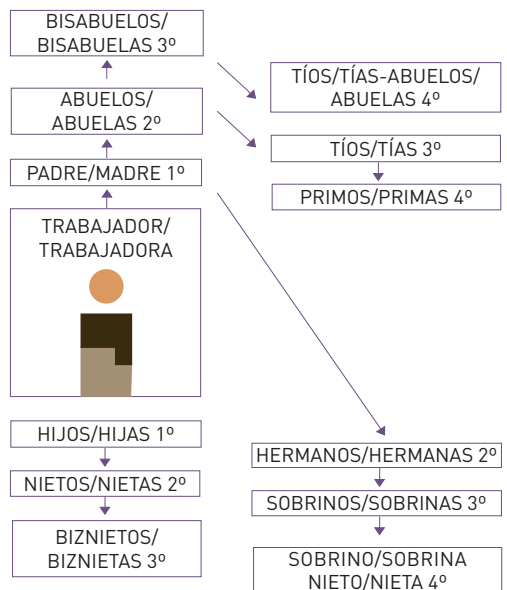 BISABUELOS/
BISABUELAS 3º
ABUELOS/
ABUELAS 2º
PADRE/MADRE 1º
TRABAJADOR/
TRABAJADORA
HIJOS/HIJAS 1º
NIETOS/NIETAS 2º
BIZNIETOS/
BIZNIETAS 3º
TÍOS/TÍAS-ABUELOS/
ABUELAS 4º
TÍOS/TÍAS 3º
PRIMOS/PRIMAS 4º
HERMANOS/HERMANAS 2º
SOBRINOS/SOBRINAS 3º
SOBRINO/SOBRINA
NIETO/NIETA 4º